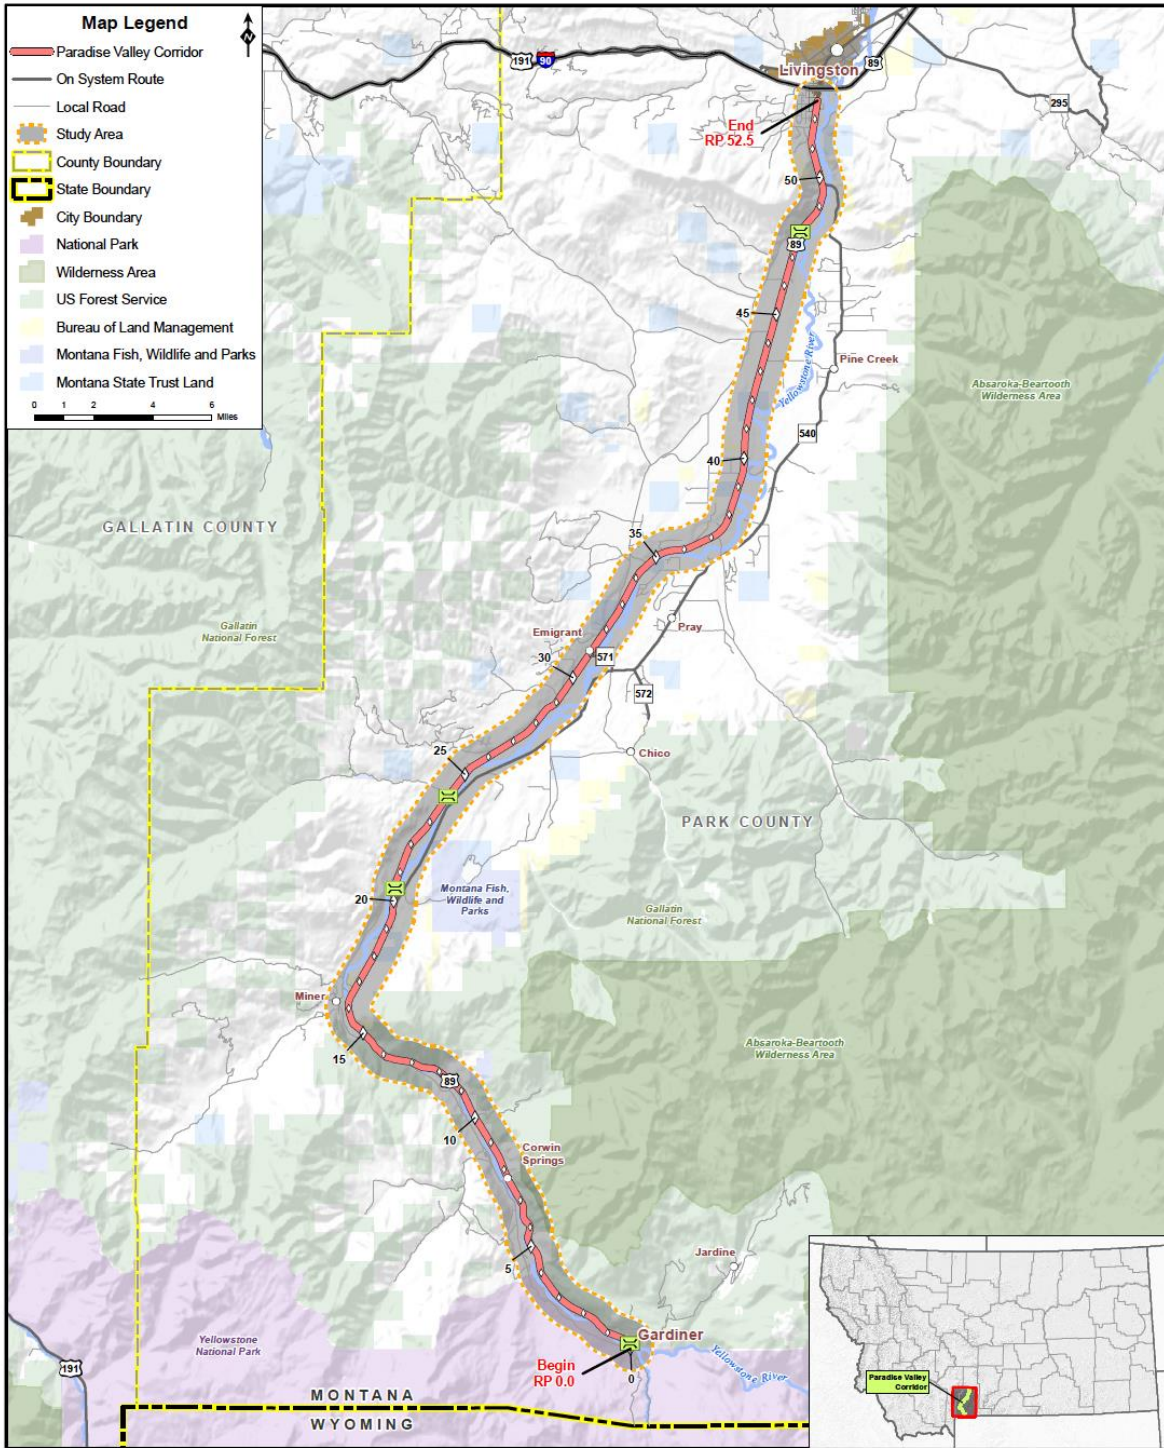 Map Legend
N
Paradise Valley Corridor
On System Route
Local Road
Study Area
County Boundary
State Boundary
City Boundary
National Park
Wilderness Area
US Forest Service
Bureau of Land Management
Montana Fish, Wildlife and Parks
Montana State Trust Land
0 1 2 4 6
Miles
191
90
89
Livingston
295
End
RP 52.5
50
89
45
Pine Creek
Yellowstone River
Absaroka-Beartooth
Wilderness Area
540
40
GALLATIN COUNTY
35
Gallatin
National Forest
Emigrant
Pray
571
30
572
25
Chico
PARK COUNTY
20
Montana Fish,
Wildlife and
Parks
Gallatin
National Forest
Miner
15
Absaroka-Beartooth
Wilderness Area
89
10
Corwin
Springs
5
Jardine
Gardiner
Yellowstone
National Park
191
Begin
RP 0.0
0
Yellowstone River
MONTANA
WYOMING
Paradise Valley
Corridor